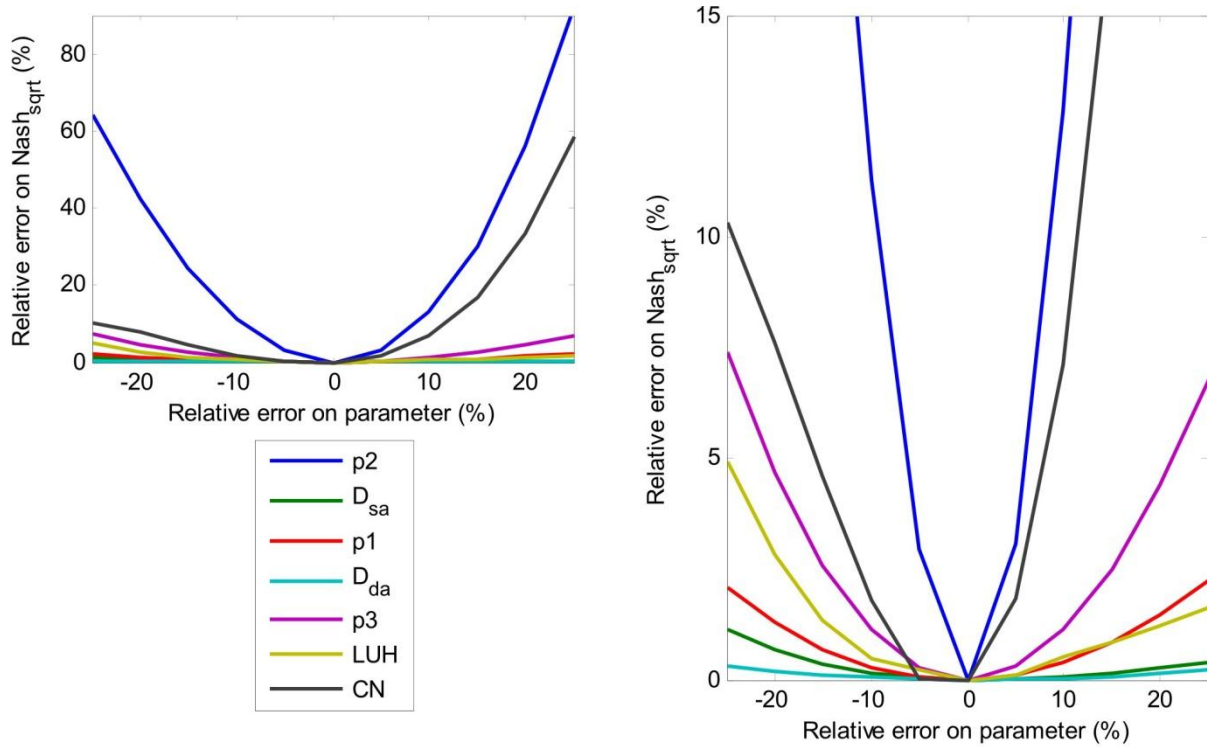 Relative error on Nash_sqrt (%)
80
60
40
20
0
-20 -10 0 10 20
Relative error on parameter (%)
p2
D_sa
p1
D_da
p3
LUH
CN
Relative error on Nash_sqrt (%)
15
10
5
0
-20 -10 0 10 20
Relative error on parameter (%)